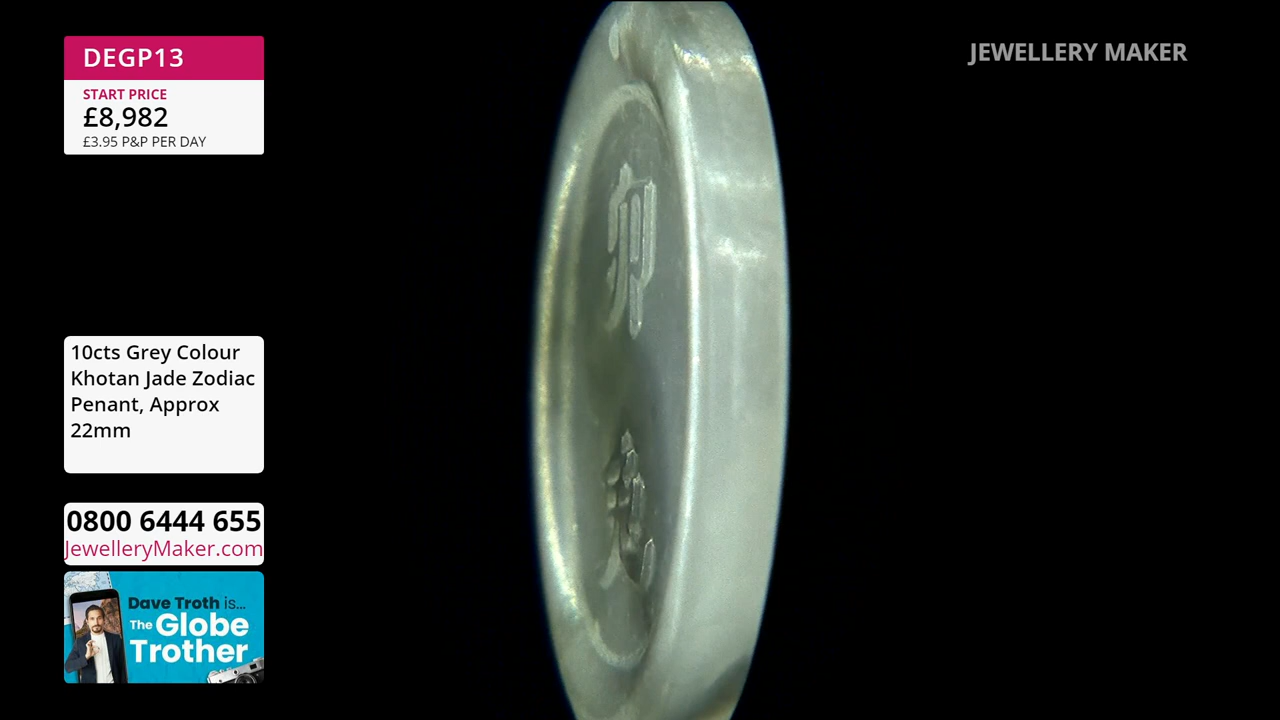 DEGP13
START PRICE
£8,982
£3.95 P&P PER DAY
JEWELLERY MAKER
卯
兔
10cts Grey Colour
Khotan Jade Zodiac
Penant, Approx
22mm
0800 6444 655
JewelleryMaker.com
Dave Troth is...
The Globe
Trother